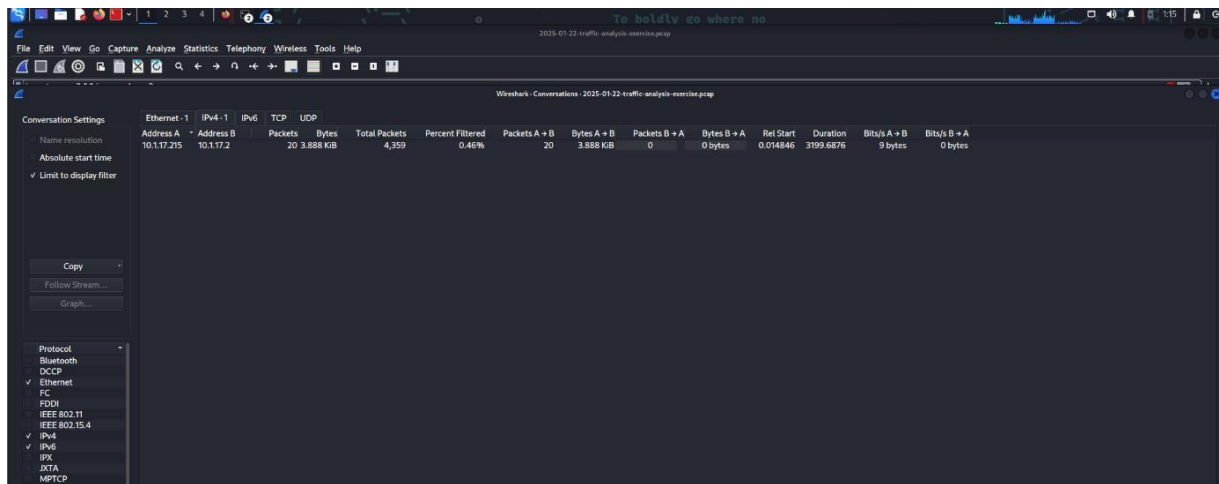 1 2 3 4 2 2 To boldly go where no 1:15 G
2025-01-22-traffic-analysis-exercise.pcap
File Edit View Go Capture Analyze Statistics Telephony Wireless Tools Help
Wireshark · Conversations · 2025-01-22-traffic-analysis-exercise.pcap
Conversation Settings Ethernet · 1 IPv4 · 1 IPv6 TCP UDP
Address A Address B Packets Bytes Total Packets Percent Filtered Packets A → B Bytes A → B Packets B → A Bytes B → A Rel Start Duration Bits/s A → B Bits/s B → A
10.1.17.215 10.1.17.2 20 3.888 KiB 4,359 0.46% 20 3.888 KiB 0 0 bytes 0.014846 3199.6876 9 bytes 0 bytes
Name resolution
Absolute start time
Limit to display filter
Copy
Follow Stream...
Graph...
Protocol
Bluetooth
DCCP
Ethernet
FC
FDDI
IEEE 802.11
IEEE 802.15.4
IPv4
IPv6
IPX
JXTA
MPTCP